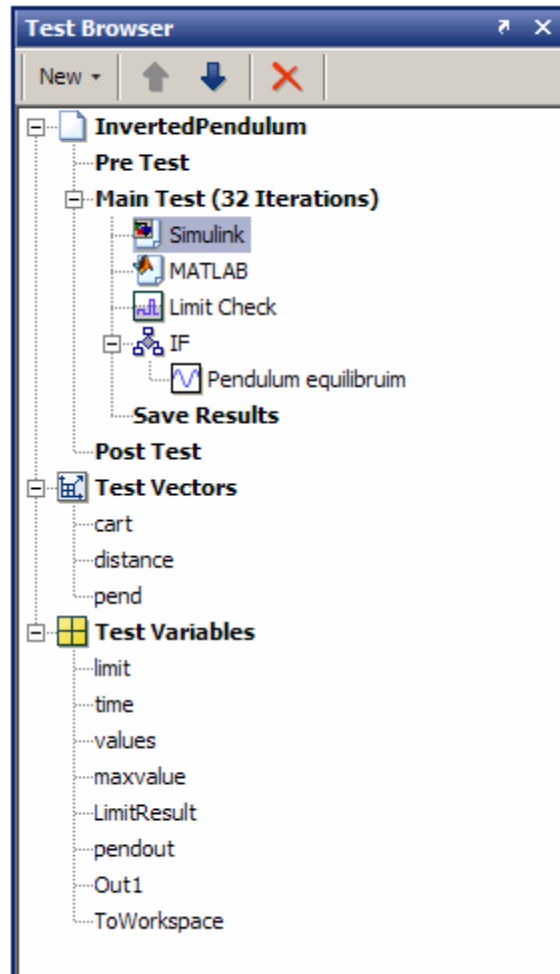 Test Browser
New
InvertedPendulum
Pre Test
Main Test (32 Iterations)
Simulink
MATLAB
Limit Check
IF
Pendulum equilibruim
Save Results
Post Test
Test Vectors
cart
distance
pend
Test Variables
limit
time
values
maxvalue
LimitResult
pendout
Out1
ToWorkspace